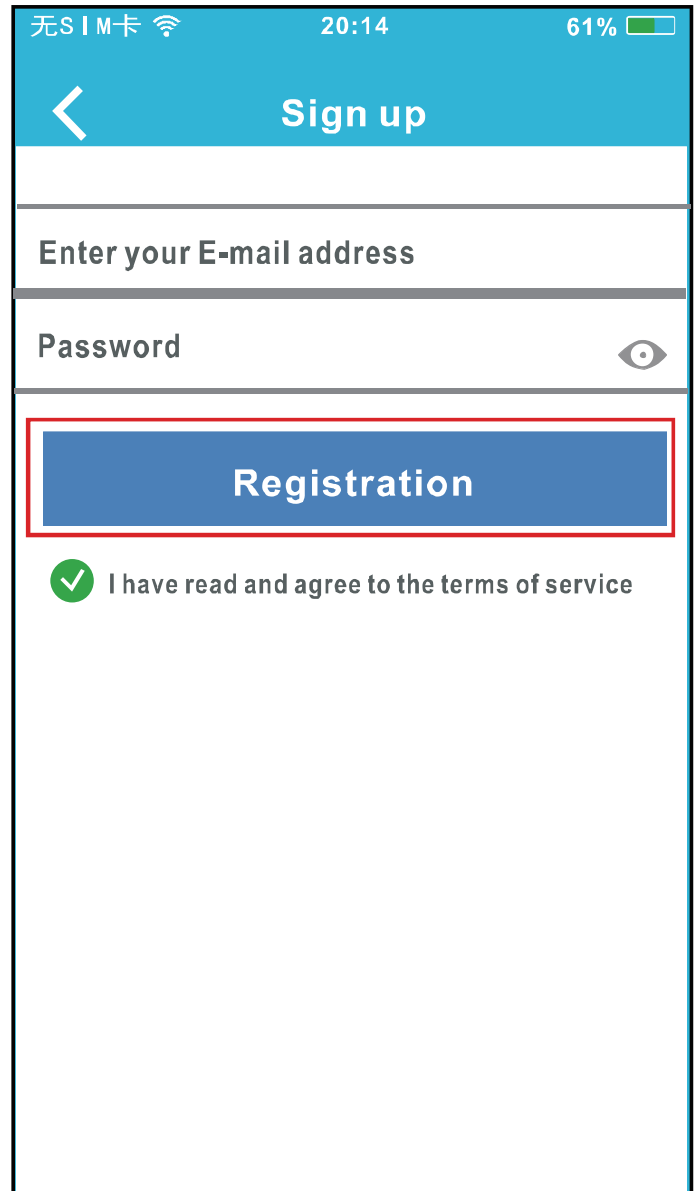 无SIM卡 20:14 61%
Sign up
Enter your E-mail address
Password
Registration
I have read and agree to the terms of service